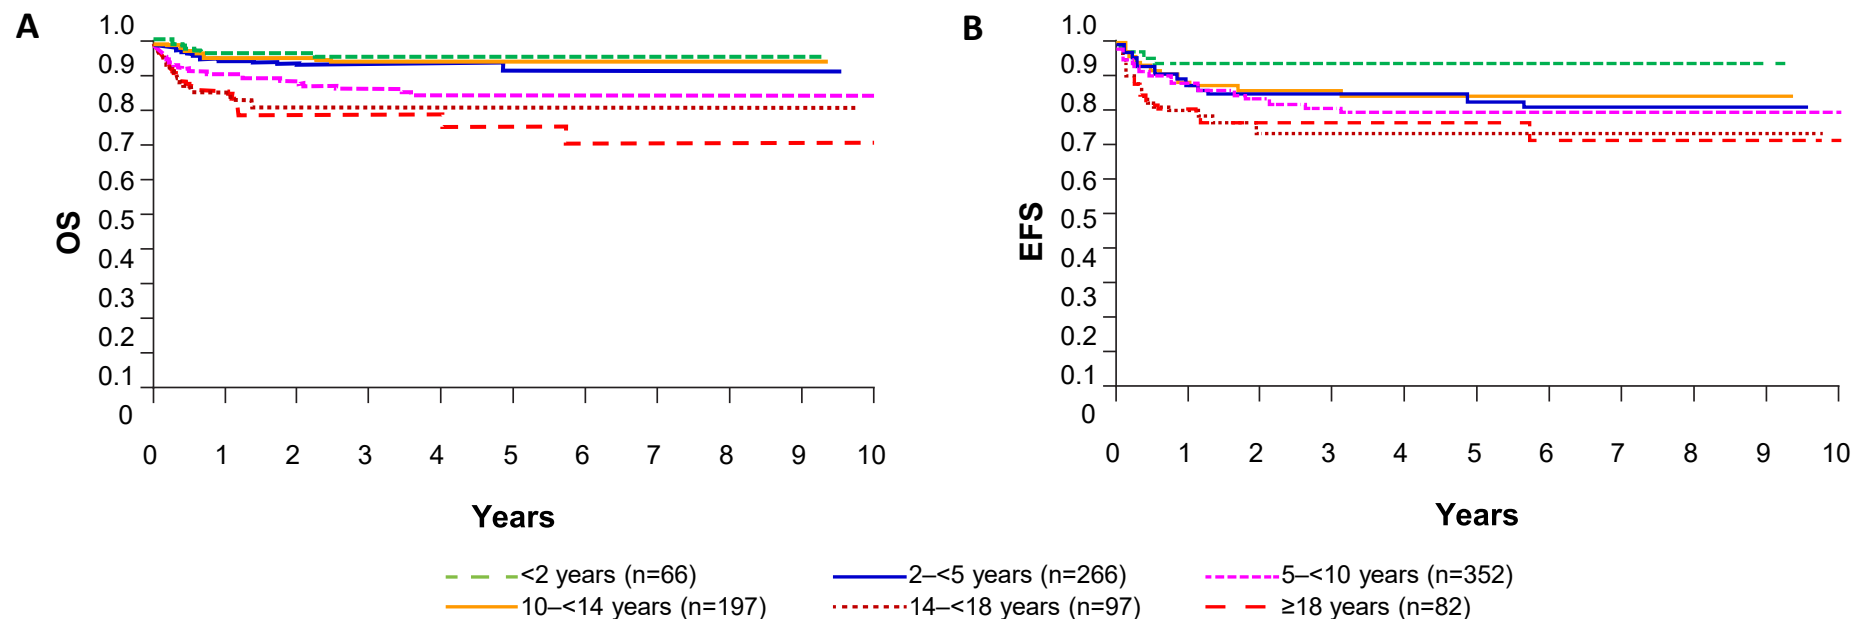 A
1.0
0.9
0.8
0.7
0.6
0.5
0.4
0.3
0.2
0.1
0
OS
0 1 2 3 4 5 6 7 8 9 10
Years
B
1.0
0.9
0.8
0.7
0.6
0.5
0.4
0.3
0.2
0.1
0
EFS
0 1 2 3 4 5 6 7 8 9 10
Years
<2 years (n=66) 2–<5 years (n=266) 5–<10 years (n=352)
10–<14 years (n=197) 14–<18 years (n=97) ≥18 years (n=82)